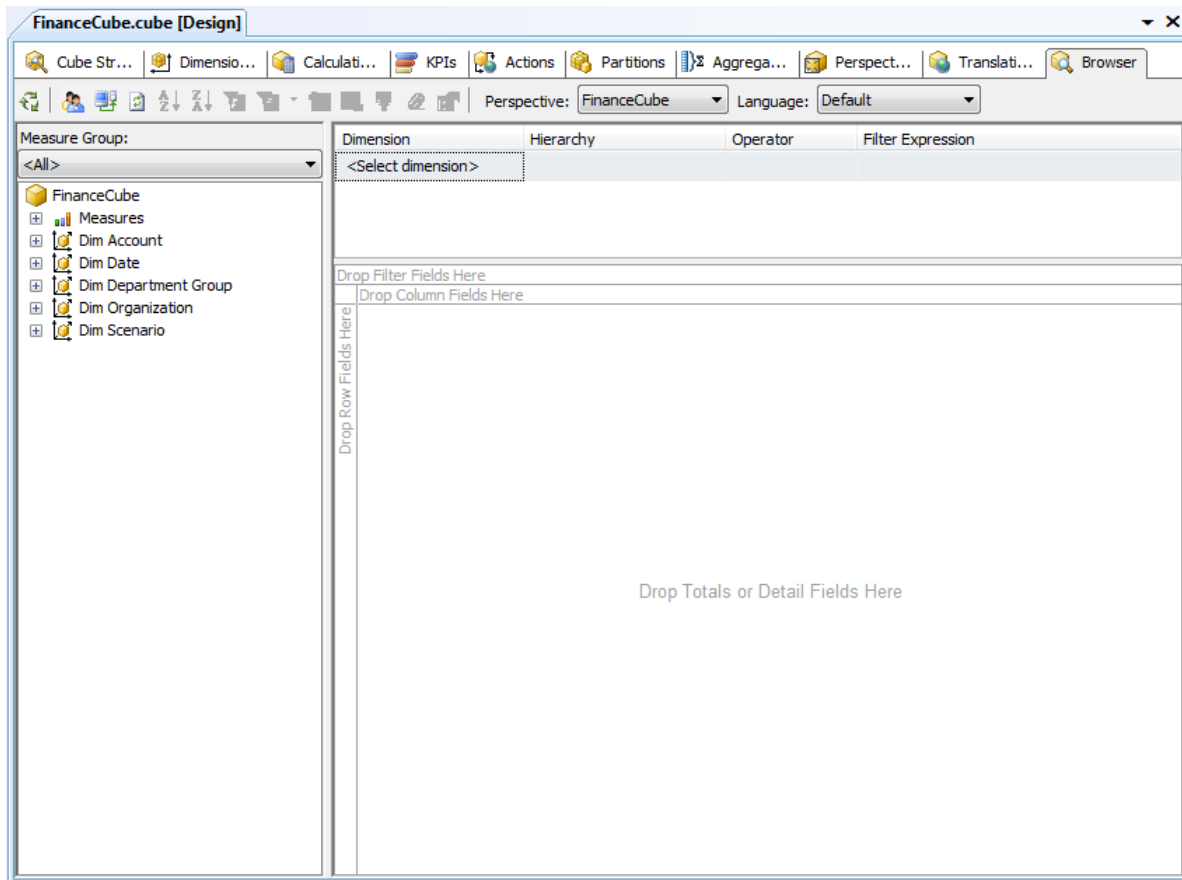 FinanceCube.cube [Design]
Cube Str... Dimensio... Calculati... KPIs Actions Partitions Aggrega... Perspect... Translati... Browser
Perspective: FinanceCube Language: Default
Measure Group:
<All>
FinanceCube
Measures
Dim Account
Dim Date
Dim Department Group
Dim Organization
Dim Scenario
Dimension Hierarchy Operator Filter Expression
<Select dimension>
Drop Filter Fields Here
Drop Column Fields Here
Drop Row Fields Here
Drop Totals or Detail Fields Here